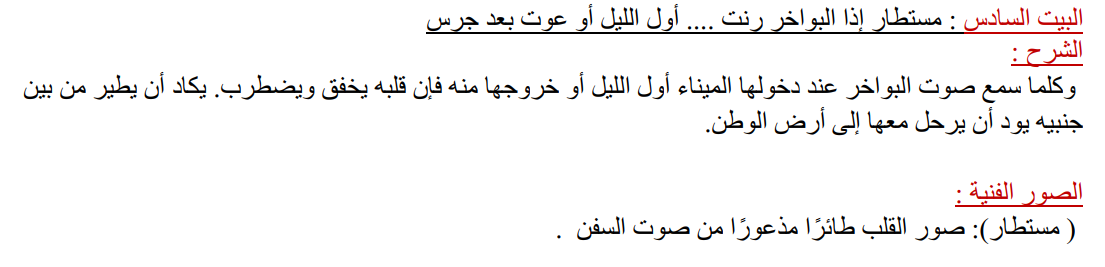 البيت السادس : مستطار إذا البواخر رنت .... أول الليل أو عوت بعد جرس
الشرح :
وكلما سمع صوت البواخر عند دخولها الميناء أول الليل أو خروجها منه فإن قلبه يخفق ويضطرب. يكاد أن يطير من بين
جنبيه يود أن يرحل معها إلى أرض الوطن.
الصور الفنية :
( مستطار): صور القلب طائرًا مذعورًا من صوت السفن .